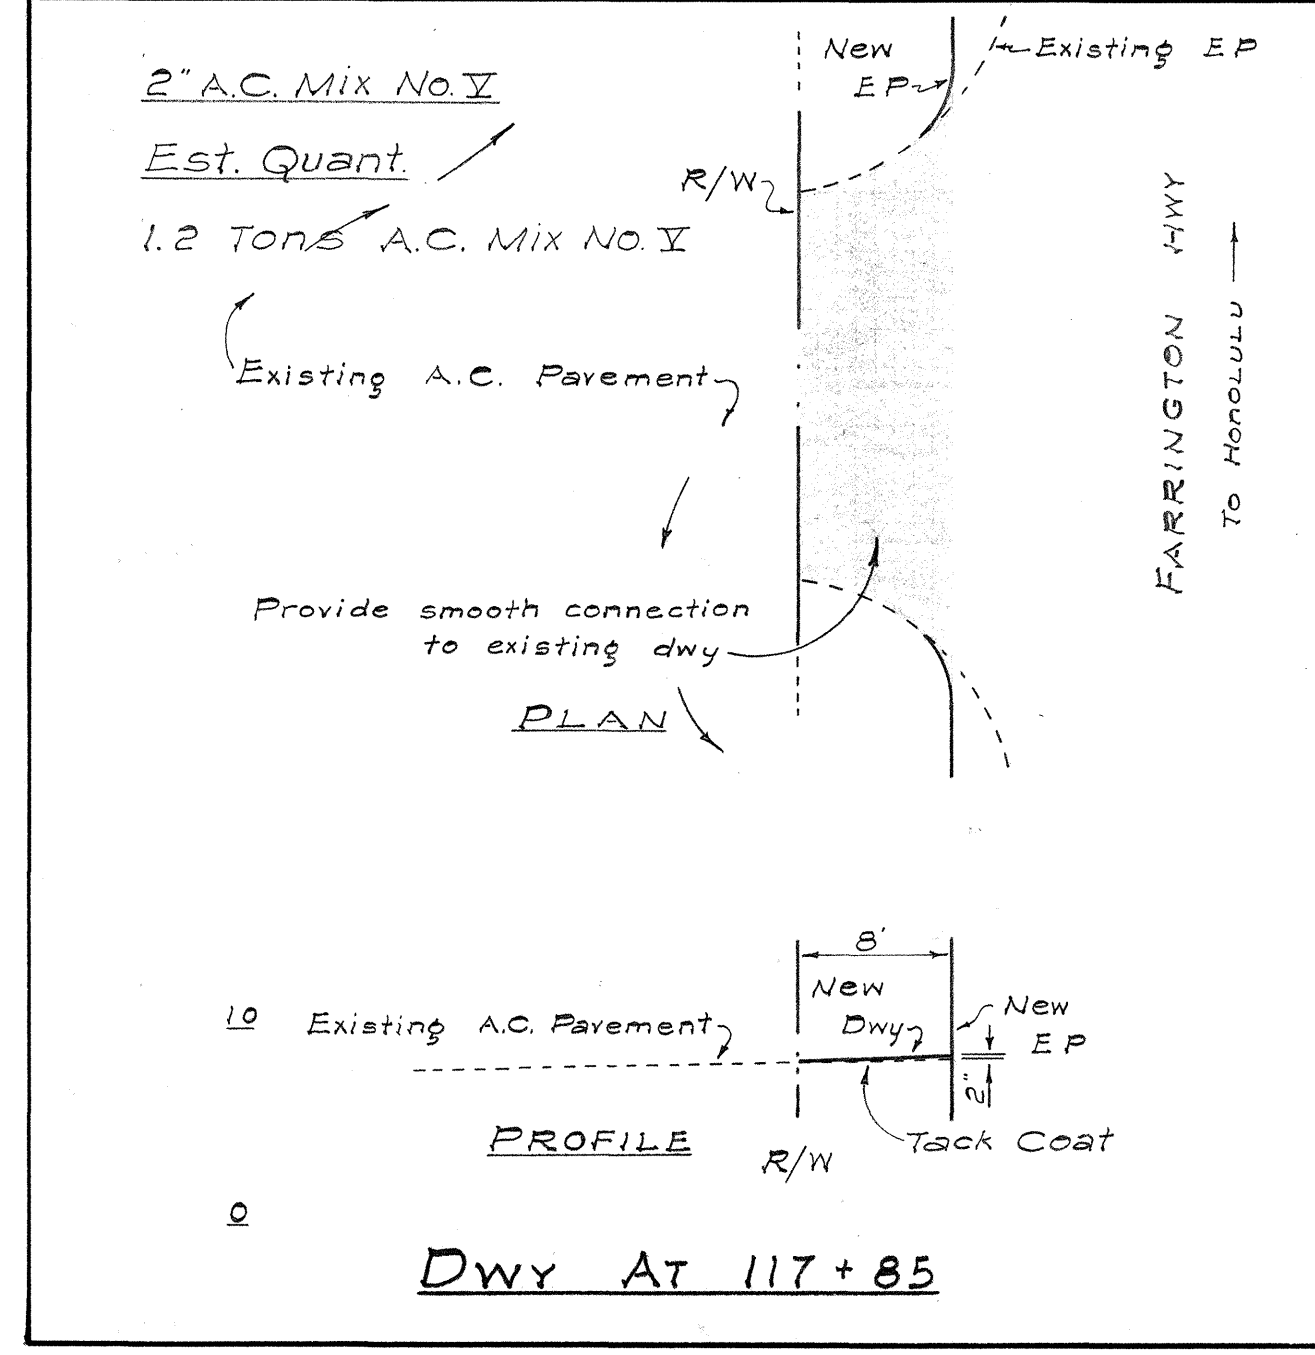 2" A.C. Mix No. V
Est. Quant.
1.2 Tons A.C. Mix No. V
New
EP
Existing EP
R/W
Existing A.C. Pavement
FARRINGTON HWY
To HONOLULU
Provide smooth connection
to existing dwy
PLAN
8'
New
Dwy
New
EP
10
Existing A.C. Pavement
2"
Tack Coat
PROFILE
R/W
0
DWY AT 117+85